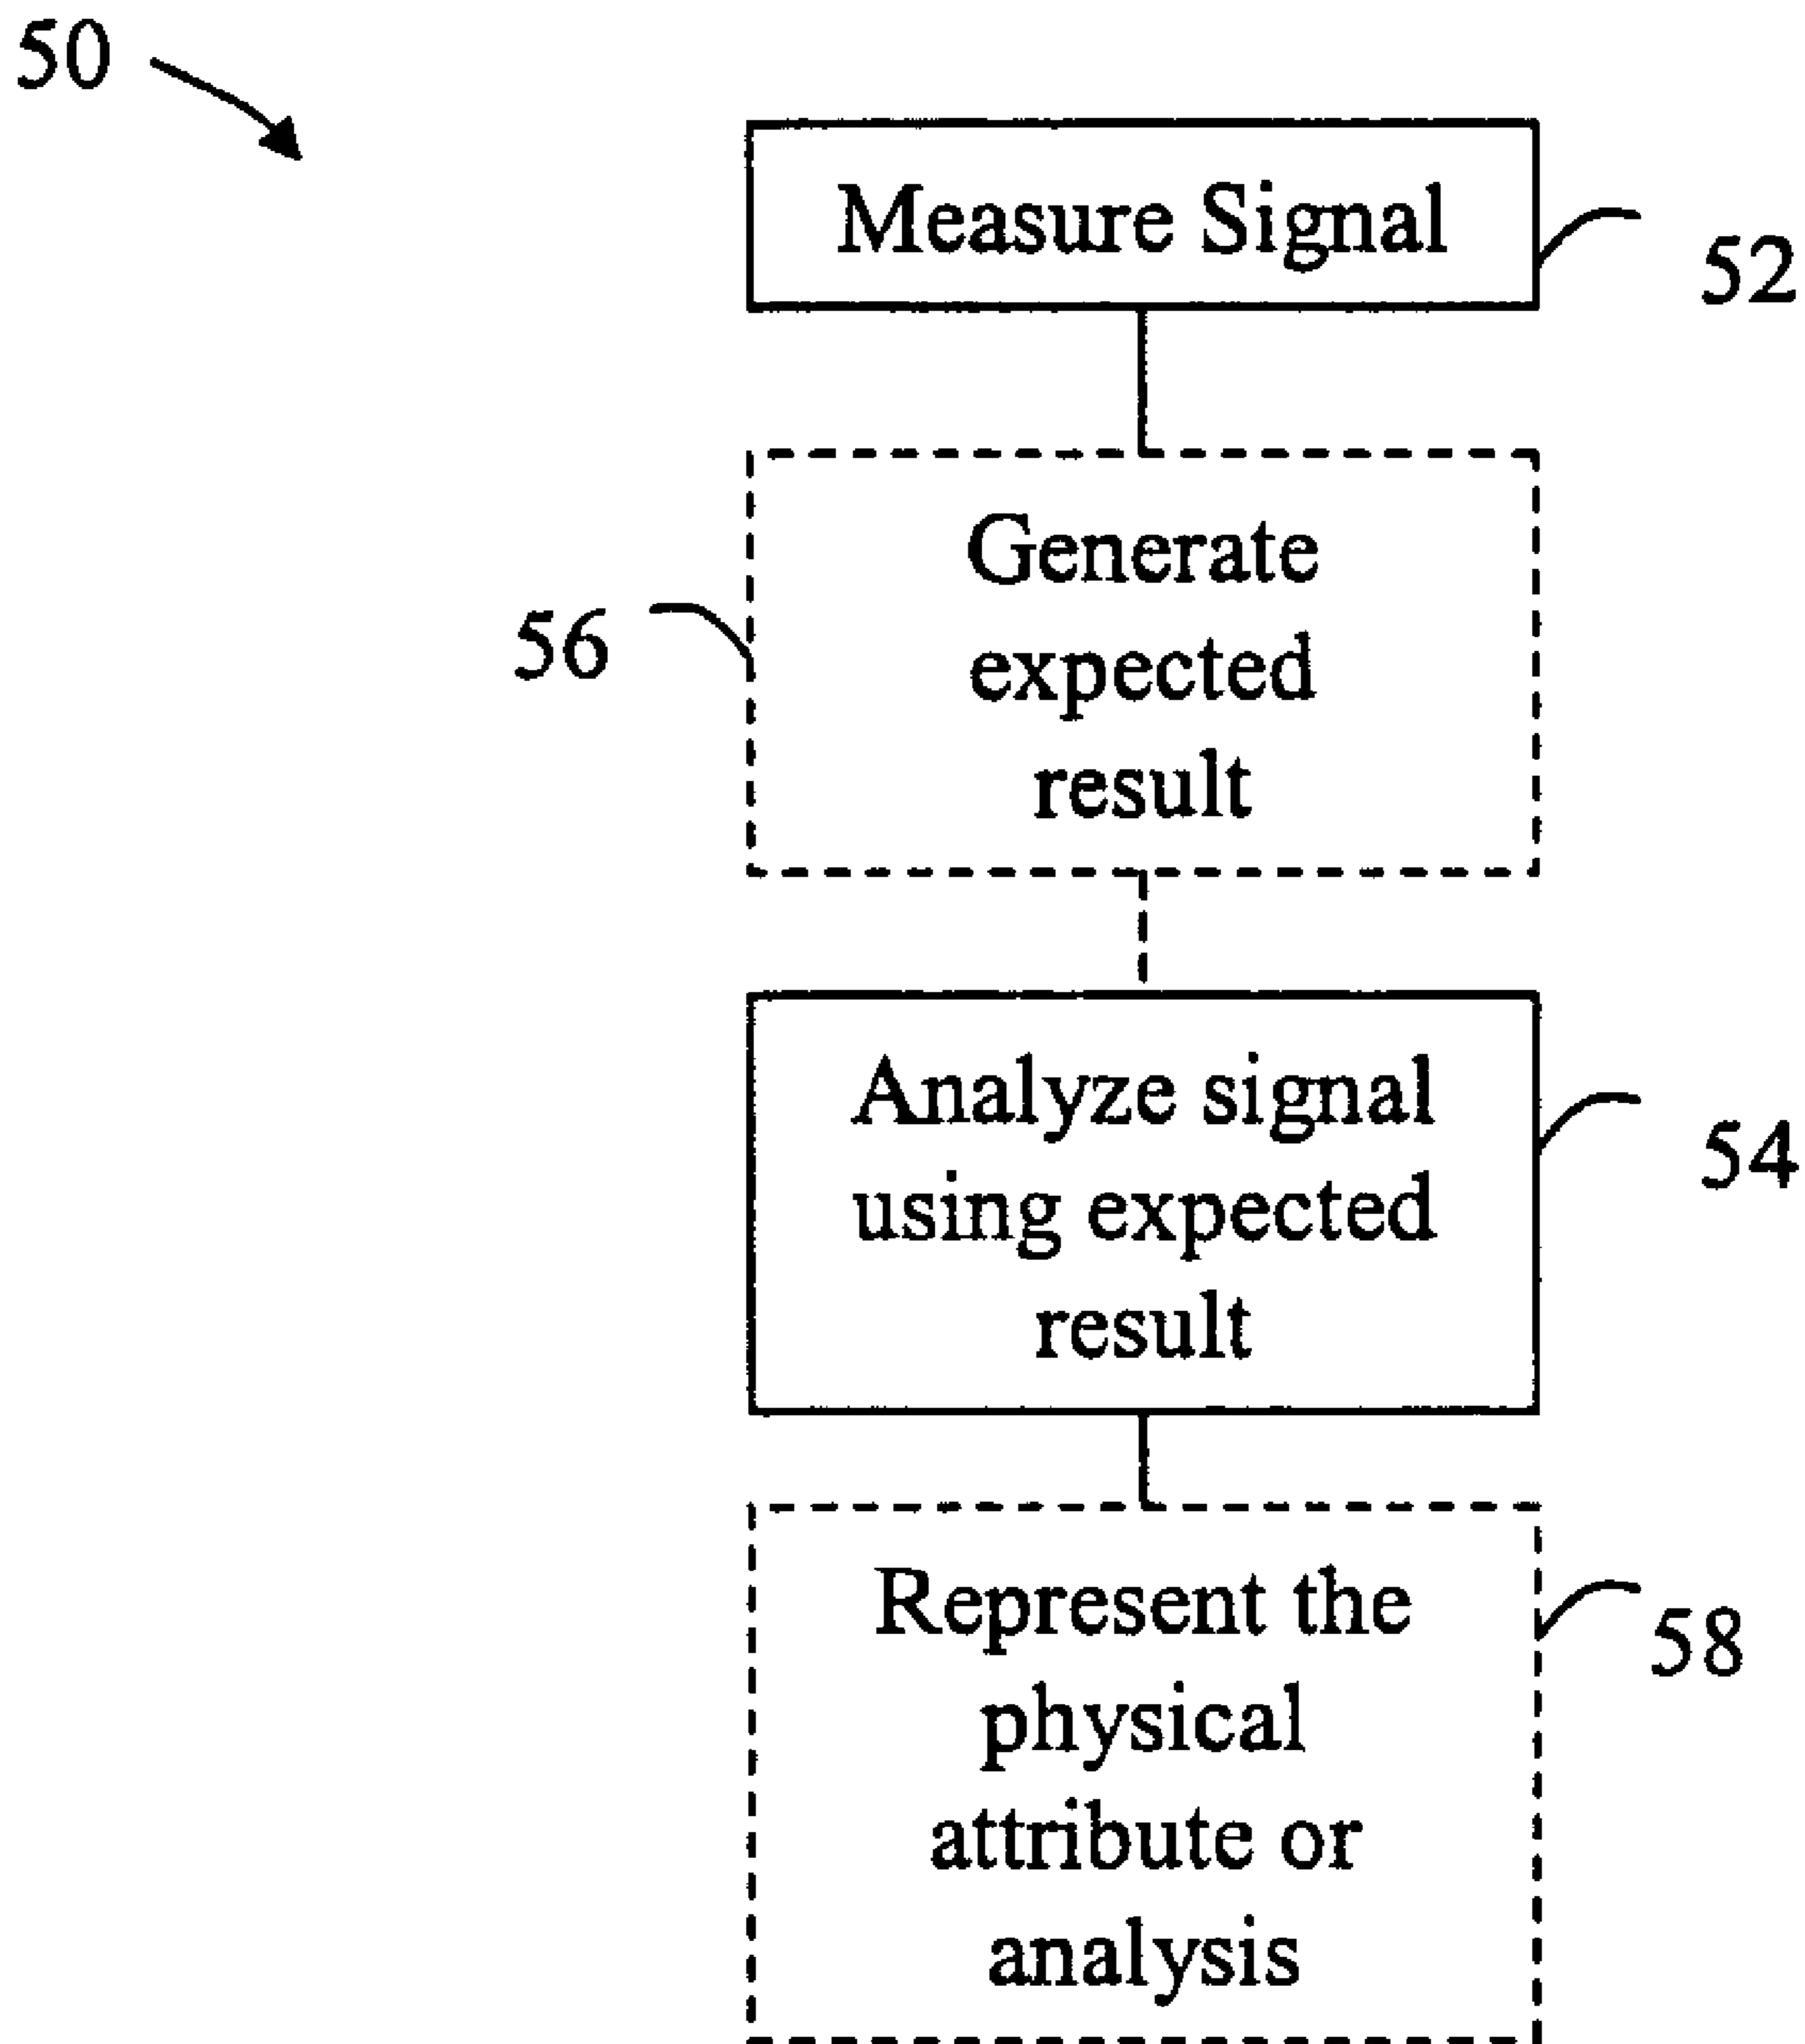 50
Measure Signal
52
Generate
expected
result
56
Analyze signal
using expected
result
54
Represent the
physical
attribute or
analysis
58